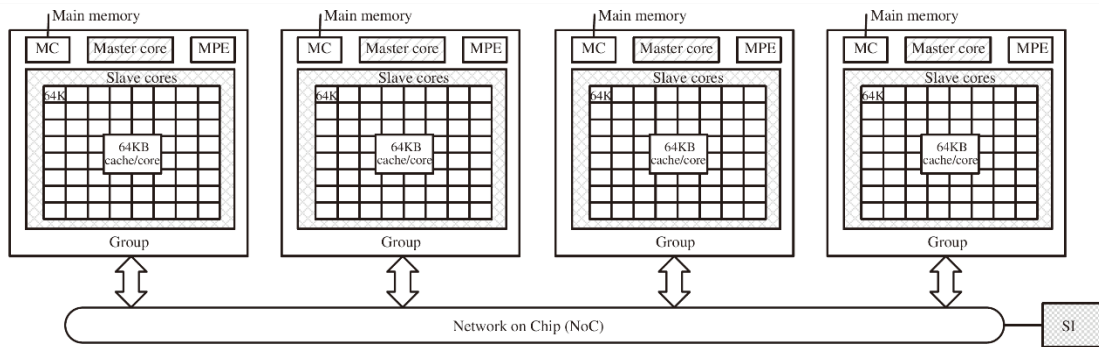 Main memory
MC
Master core
MPE
Slave cores
64K
64KB
cache/core
Group
Main memory
MC
Master core
MPE
Slave cores
64K
64KB
cache/core
Group
Main memory
MC
Master core
MPE
Slave cores
64K
64KB
cache/core
Group
Main memory
MC
Master core
MPE
Slave cores
64K
64KB
cache/core
Group
Network on Chip (NoC)
SI